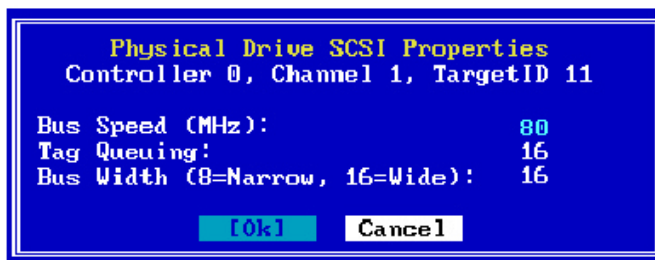 Physical Drive SCSI Properties
Controller 0, Channel 1, TargetID 11
Bus Speed (MHz): 80
Tag Queuing: 16
Bus Width (8=Narrow, 16=Wide): 16
[Ok] Cancel